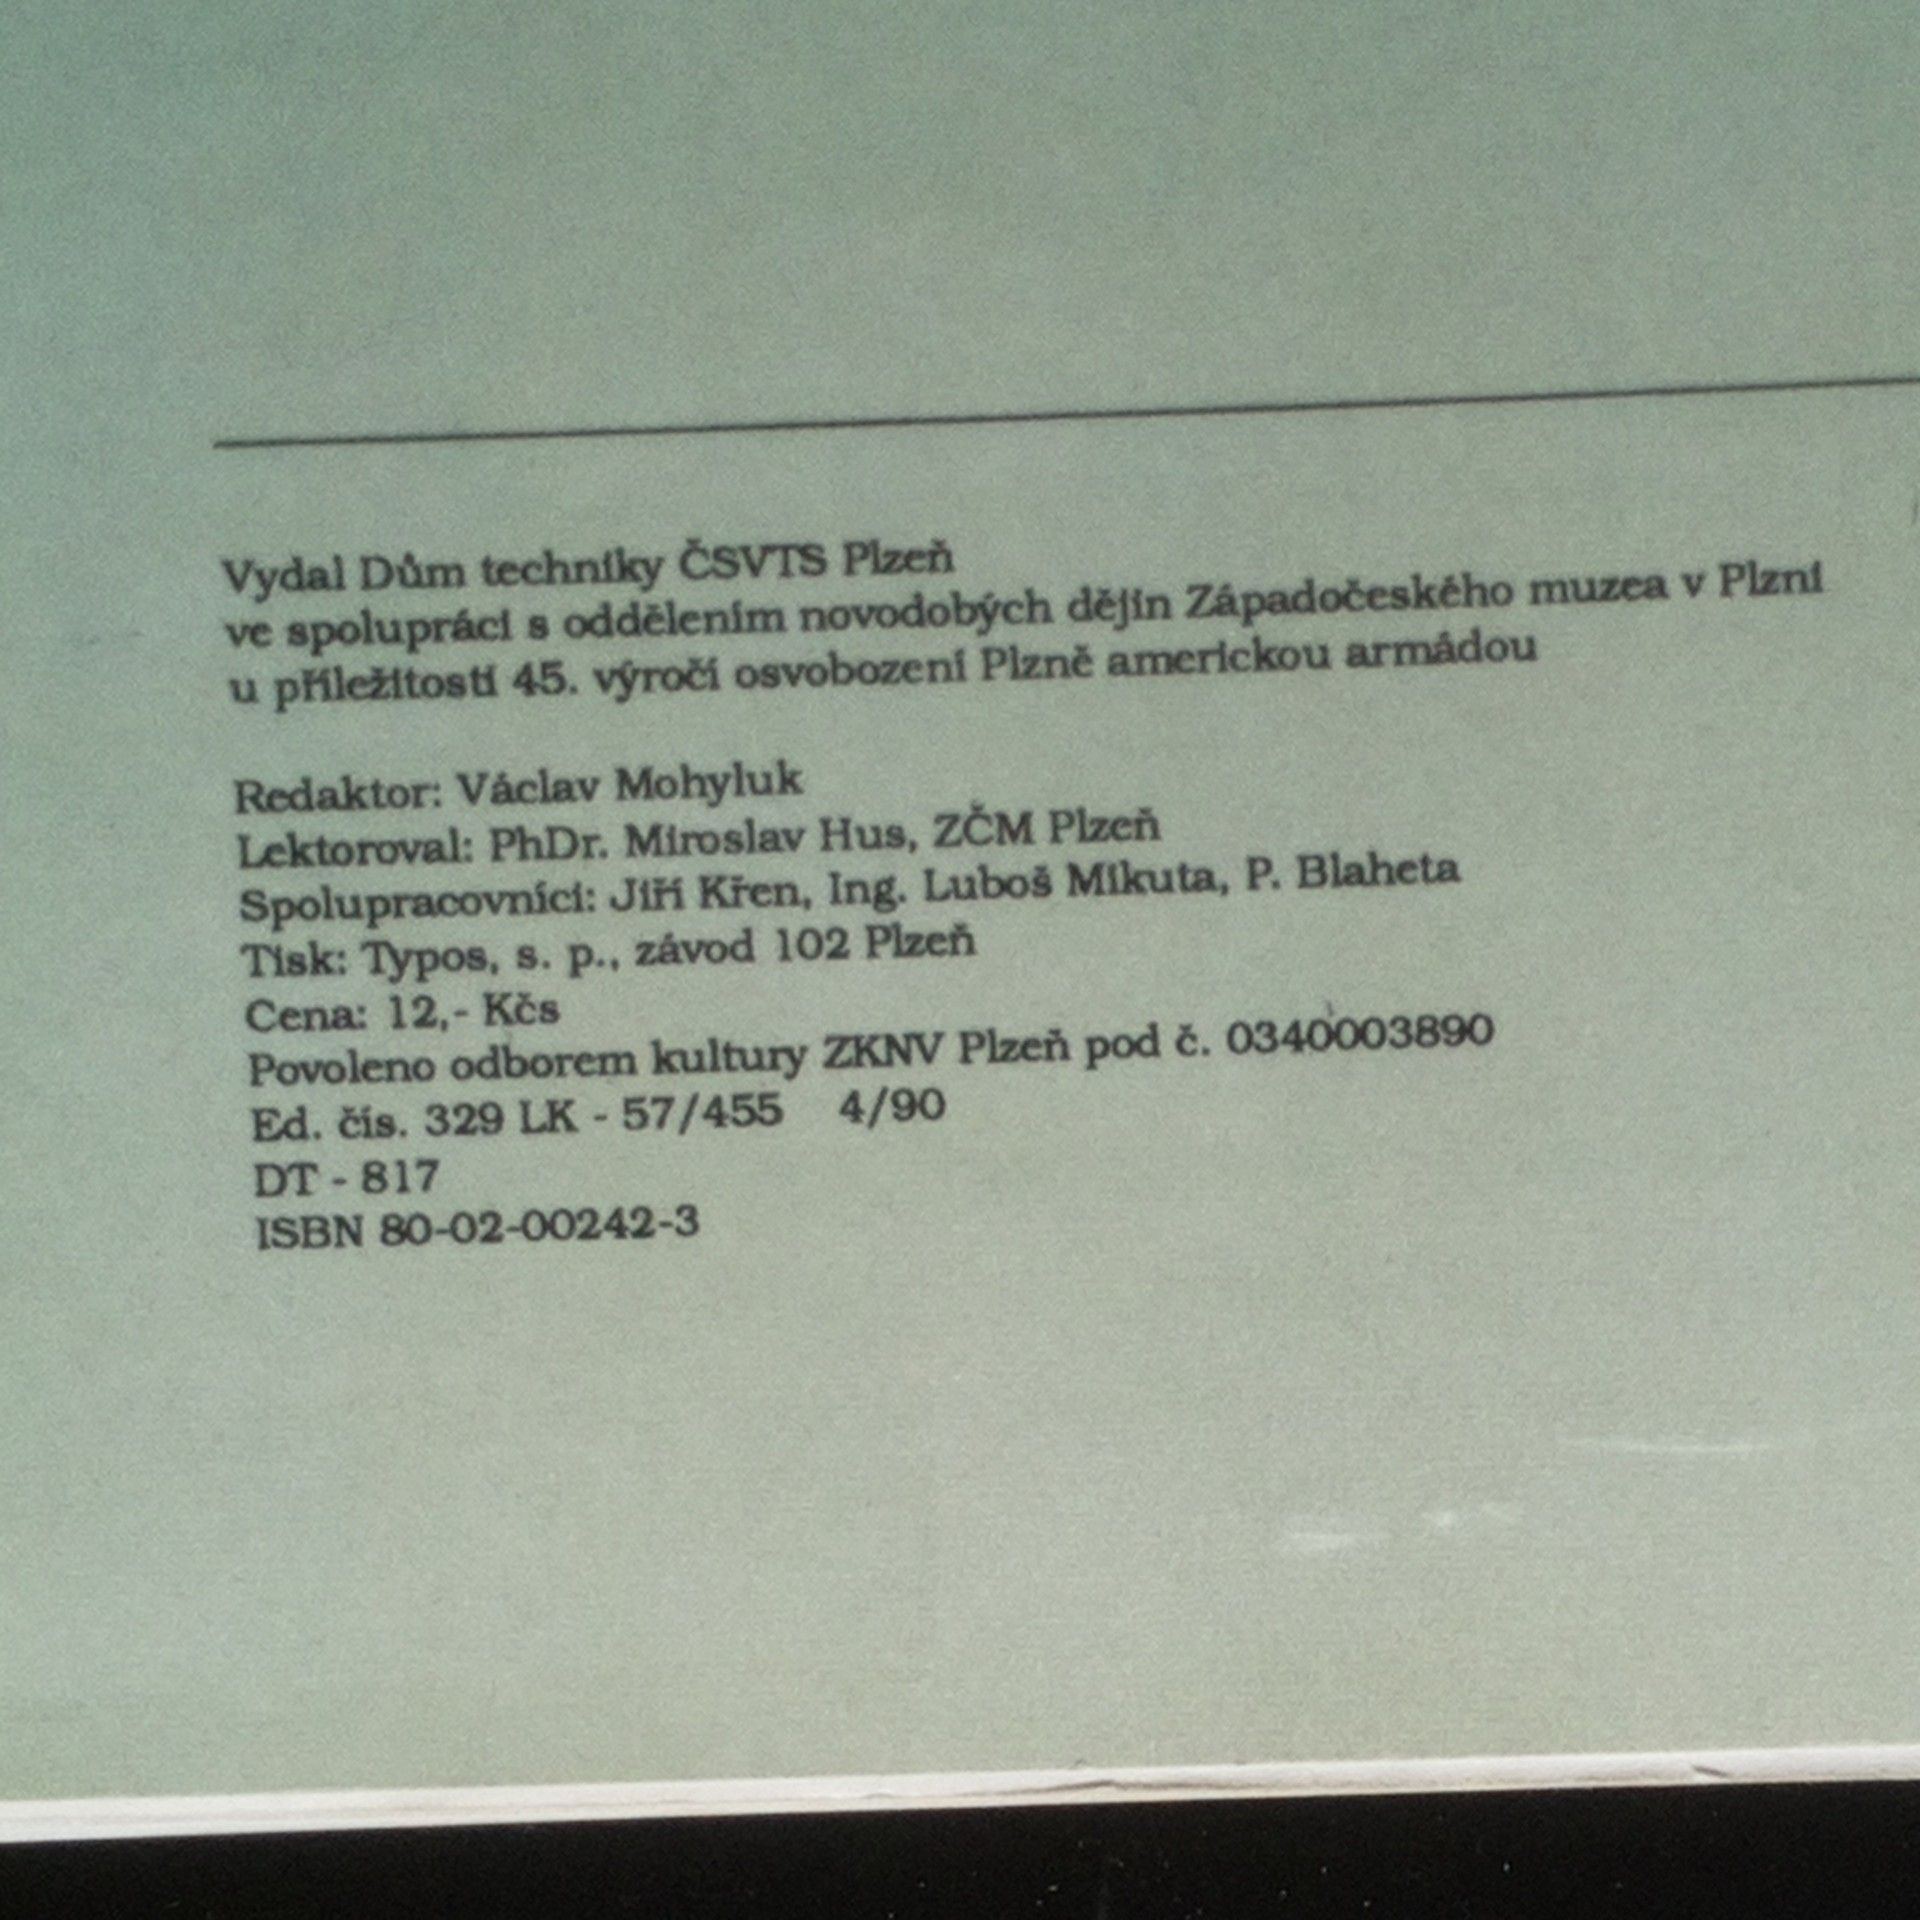 Vydal Dům techniky ČSVTS Plzeň
ve spolupráci s oddělením novodobých dějin Západočeského muzea v Plzni
u příležitosti 45. výročí osvobození Plzně americkou armádou
Redaktor: Václav Mohyluk
Lektoroval: PhDr. Miroslav Hus, ZČM Plzeň
Spolupracovníci: Jiří Křen, Ing. Luboš Mikuta, P. Blaheta
Tisk: Typos, s. p., závod 102 Plzeň
Cena: 12,- Kčs
Povoleno odborem kultury ZKNV Plzeň pod č. 0340003890
Ed. čís. 329 LK - 57/455 4/90
DT - 817
ISBN 80-02-00242-3